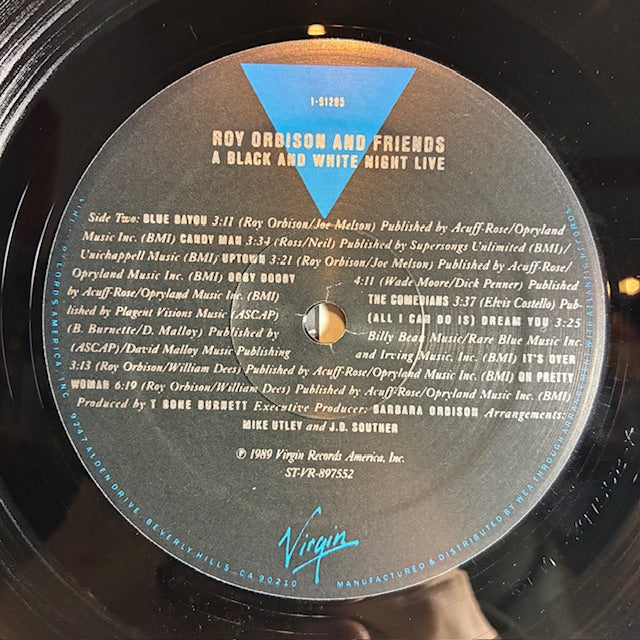 1-91295
ROY ORBISON AND FRIENDS
A BLACK AND WHITE NIGHT LIVE
Side Two: BLUE BAYOU 3:11 (Roy Orbison/Joe Melson) Published by Acuff-Rose/Opryland
Music Inc. (BMI) CANDY MAN 3:34 (Ross/Neil) Published by Supersongs Unlimited (BMI)/
Unichappell Music (BMI) UPTOWN 3:21 (Roy Orbison/Joe Melson) Published by Acuff-Rose/
Opryland Music Inc. (BMI) OOBY DOOBY 4:11 (Wade Moore/Dick Penner) Published
by Acuff-Rose/Opryland Music Inc. (BMI) THE COMEDIANS 3:37 (Elvis Costello) Pub-
lished by Plagent Visions Music (ASCAP) (ALL I CAN DO IS) DREAM YOU 3:25
(B. Burnette/D. Malloy) Published by Billy Beau Music/Rare Blue Music Inc.
(ASCAP)/David Malloy Music Publishing and Irving Music, Inc. (BMI) IT'S OVER
3:13 (Roy Orbison/William Dees) Published by Acuff-Rose/Opryland Music Inc. (BMI) OH PRETTY
WOMAN 6:19 (Roy Orbison/William Dees) Published by Acuff-Rose/Opryland Music, Inc. (BMI)
Produced by T BONE BURNETT Executive Producer: BARBARA ORBISON Arrangements:
MIKE UTLEY and J.D. SOUTHER
℗ 1989 Virgin Records America, Inc.
ST-VR-897552
Virgin
RECORDS AMERICA, INC. 9247 ALDEN DRIVE, BEVERLY HILLS, CA 90210
MANUFACTURED & DISTRIBUTED BY WEA THROUGH ARRANGEMENT WITH ATLANTIC